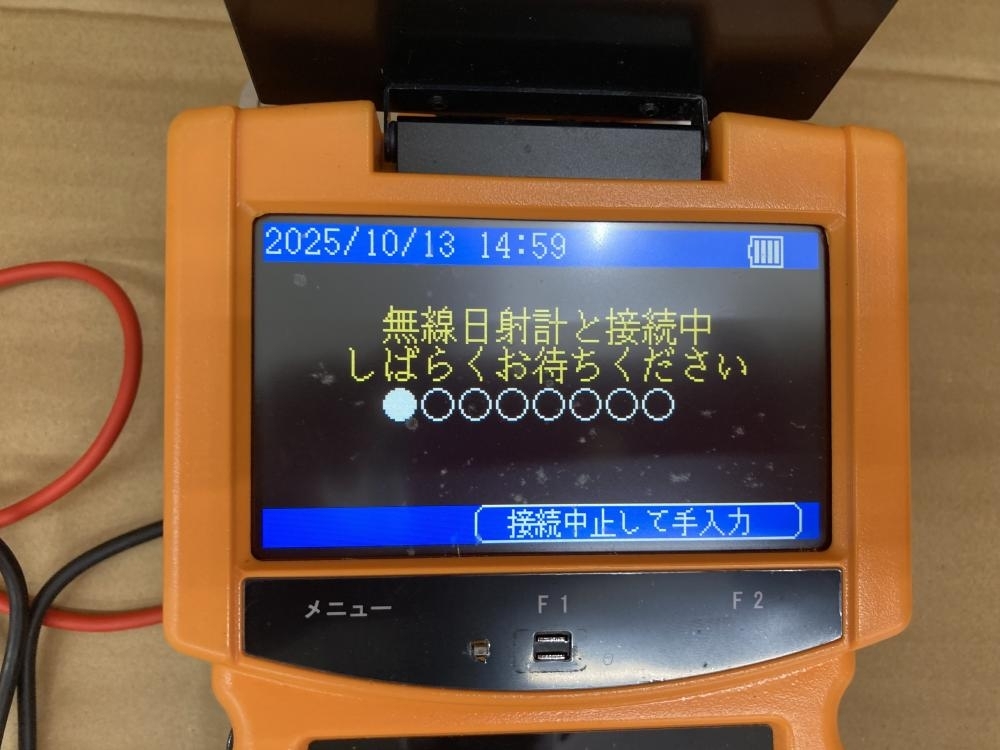 2025/10/13 14:59
無線日射計と接続中
しばらくお待ちください
接続中止して手入力
メニュー F1 F2